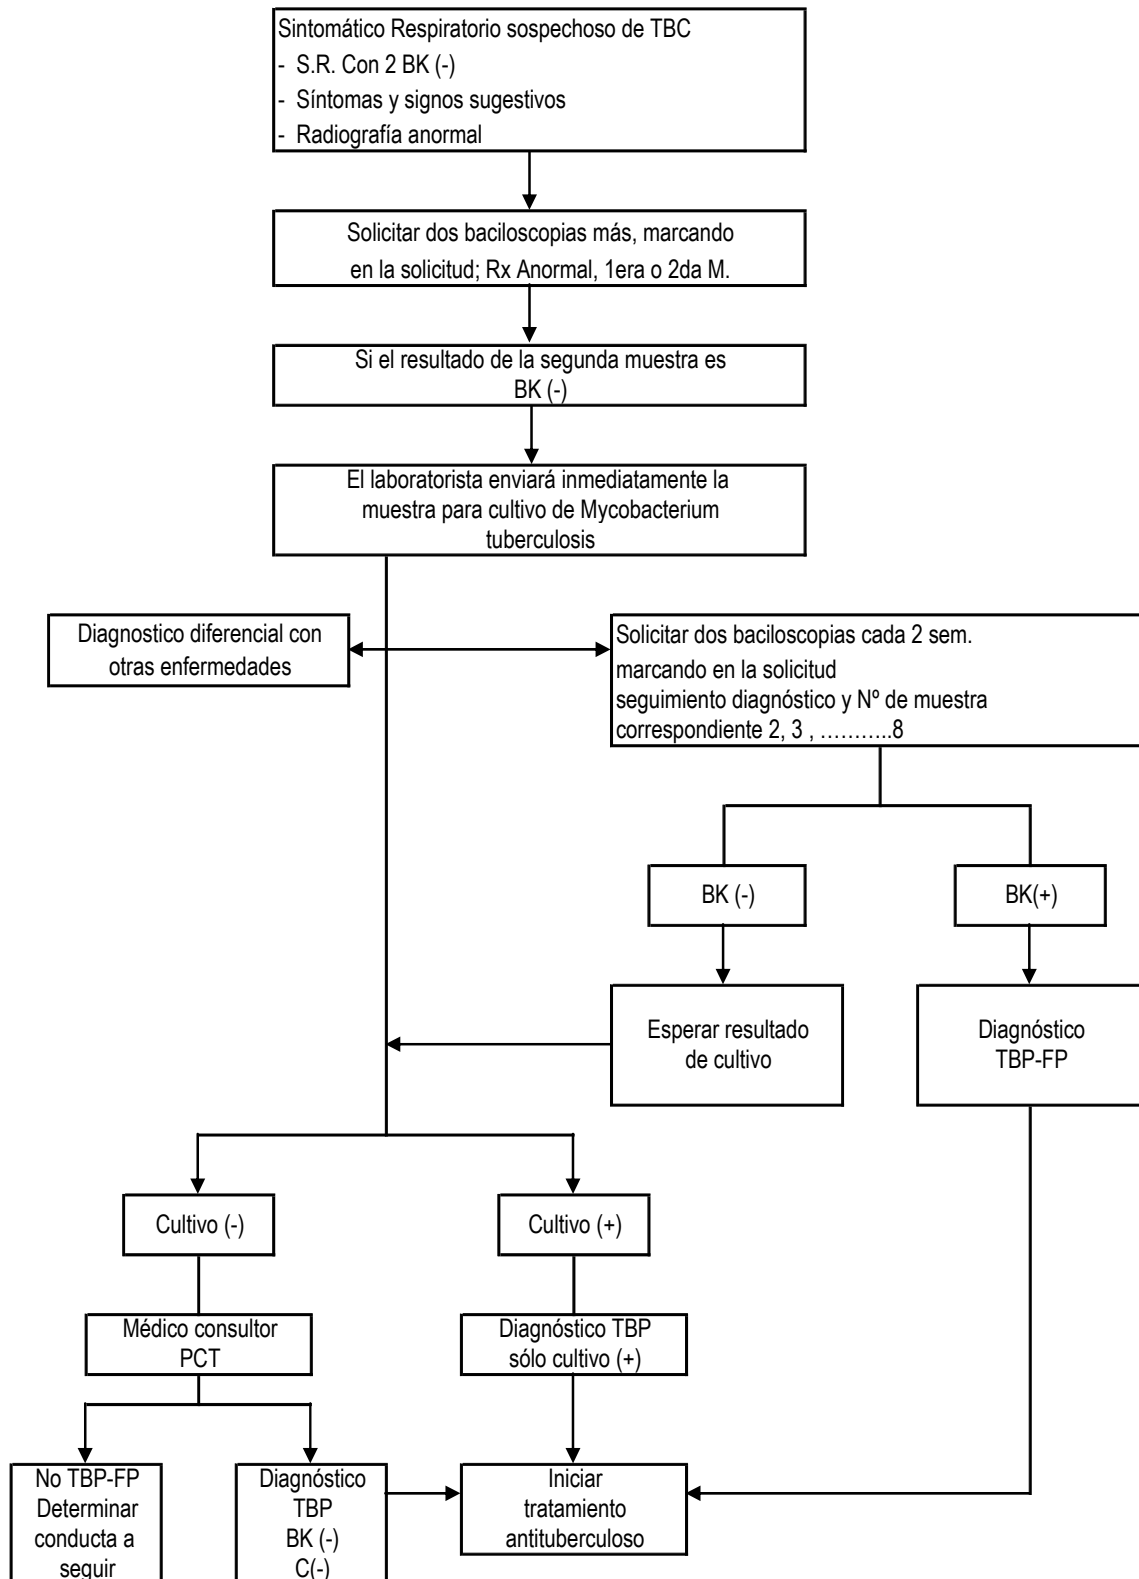 Sintomático Respiratorio sospechoso de TBC
- S.R. Con 2 BK (-)
- Síntomas y signos sugestivos
- Radiografía anormal
Solicitar dos baciloscopias más, marcando
en la solicitud; Rx Anormal, 1era o 2da M.
Si el resultado de la segunda muestra es
BK (-)
El laboratorista enviará inmediatamente la
muestra para cultivo de Mycobacterium
tuberculosis
Diagnostico diferencial con
otras enfermedades
Solicitar dos baciloscopias cada 2 sem.
marcando en la solicitud
seguimiento diagnóstico y Nº de muestra
correspondiente 2, 3 , ………..8
BK (-)
BK(+)
Esperar resultado
de cultivo
Diagnóstico
TBP-FP
Cultivo (-)
Cultivo (+)
Médico consultor
PCT
Diagnóstico TBP
sólo cultivo (+)
No TBP-FP
Determinar
conducta a
seguir
Diagnóstico
TBP
BK (-)
C(-)
Iniciar
tratamiento
antituberculoso